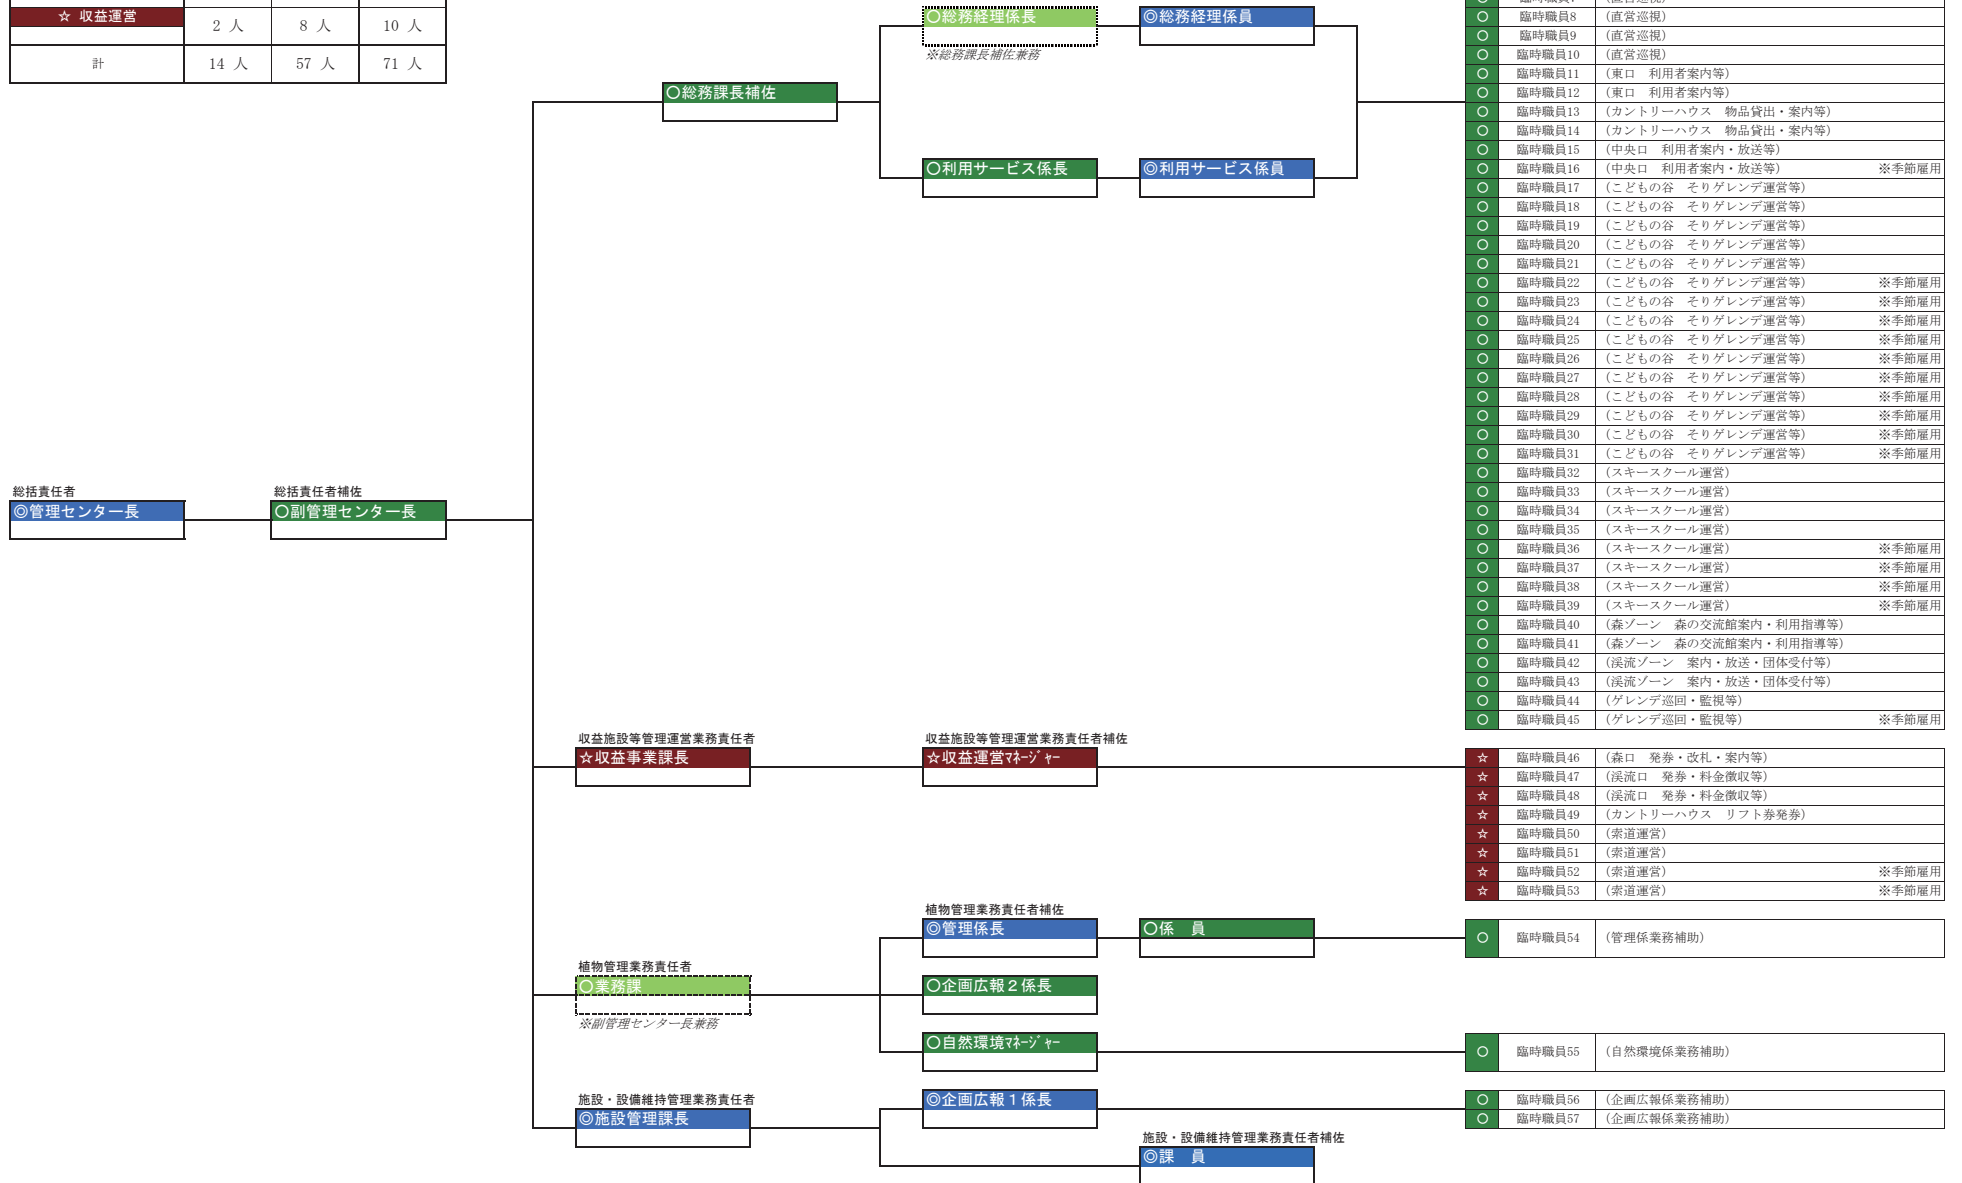 ☆ 収益運営 2 人 8 人 10 人
計 14 人 57 人 71 人
総括責任者
◎管理センター長
総括責任者補佐
〇副管理センター長
〇総務課長補佐
〇総務経理係長
※総務課長補佐兼務
◎総務経理係員
〇利用サービス係長
◎利用サービス係員
収益施設等管理運営業務責任者
☆収益事業課長
収益施設等管理運営業務責任者補佐
☆収益運営ﾏﾈｰｼﾞｬｰ
植物管理業務責任者
〇業務課
※副管理センター長兼務
植物管理業務責任者補佐
◎管理係長
〇係　員
〇企画広報２係長
〇自然環境ﾏﾈｰｼﾞｬｰ
施設・設備維持管理業務責任者
◎施設管理課長
◎企画広報１係長
施設・設備維持管理業務責任者補佐
◎課　員
〇 臨時職員8 （直営巡視）
〇 臨時職員9 （直営巡視）
〇 臨時職員10 （直営巡視）
〇 臨時職員11 （東口　利用者案内等）
〇 臨時職員12 （東口　利用者案内等）
〇 臨時職員13 （カントリーハウス　物品貸出・案内等）
〇 臨時職員14 （カントリーハウス　物品貸出・案内等）
〇 臨時職員15 （中央口　利用者案内・放送等）
〇 臨時職員16 （中央口　利用者案内・放送等） ※季節雇用
〇 臨時職員17 （こどもの谷　そりゲレンデ運営等）
〇 臨時職員18 （こどもの谷　そりゲレンデ運営等）
〇 臨時職員19 （こどもの谷　そりゲレンデ運営等）
〇 臨時職員20 （こどもの谷　そりゲレンデ運営等）
〇 臨時職員21 （こどもの谷　そりゲレンデ運営等）
〇 臨時職員22 （こどもの谷　そりゲレンデ運営等） ※季節雇用
〇 臨時職員23 （こどもの谷　そりゲレンデ運営等） ※季節雇用
〇 臨時職員24 （こどもの谷　そりゲレンデ運営等） ※季節雇用
〇 臨時職員25 （こどもの谷　そりゲレンデ運営等） ※季節雇用
〇 臨時職員26 （こどもの谷　そりゲレンデ運営等） ※季節雇用
〇 臨時職員27 （こどもの谷　そりゲレンデ運営等） ※季節雇用
〇 臨時職員28 （こどもの谷　そりゲレンデ運営等） ※季節雇用
〇 臨時職員29 （こどもの谷　そりゲレンデ運営等） ※季節雇用
〇 臨時職員30 （こどもの谷　そりゲレンデ運営等） ※季節雇用
〇 臨時職員31 （こどもの谷　そりゲレンデ運営等） ※季節雇用
〇 臨時職員32 （スキースクール運営）
〇 臨時職員33 （スキースクール運営）
〇 臨時職員34 （スキースクール運営）
〇 臨時職員35 （スキースクール運営）
〇 臨時職員36 （スキースクール運営） ※季節雇用
〇 臨時職員37 （スキースクール運営） ※季節雇用
〇 臨時職員38 （スキースクール運営） ※季節雇用
〇 臨時職員39 （スキースクール運営） ※季節雇用
〇 臨時職員40 （森ゾーン　森の交流館案内・利用指導等）
〇 臨時職員41 （森ゾーン　森の交流館案内・利用指導等）
〇 臨時職員42 （渓流ゾーン　案内・放送・団体受付等）
〇 臨時職員43 （渓流ゾーン　案内・放送・団体受付等）
〇 臨時職員44 （ゲレンデ巡回・監視等）
〇 臨時職員45 （ゲレンデ巡回・監視等） ※季節雇用
☆ 臨時職員46 （森口　発券・改札・案内等）
☆ 臨時職員47 （渓流口　発券・料金徴収等）
☆ 臨時職員48 （渓流口　発券・料金徴収等）
☆ 臨時職員49 （カントリーハウス　リフト券発券）
☆ 臨時職員50 （索道運営）
☆ 臨時職員51 （索道運営）
☆ 臨時職員52 （索道運営） ※季節雇用
☆ 臨時職員53 （索道運営） ※季節雇用
〇 臨時職員54 （管理係業務補助）
〇 臨時職員55 （自然環境係業務補助）
〇 臨時職員56 （企画広報係業務補助）
〇 臨時職員57 （企画広報係業務補助）